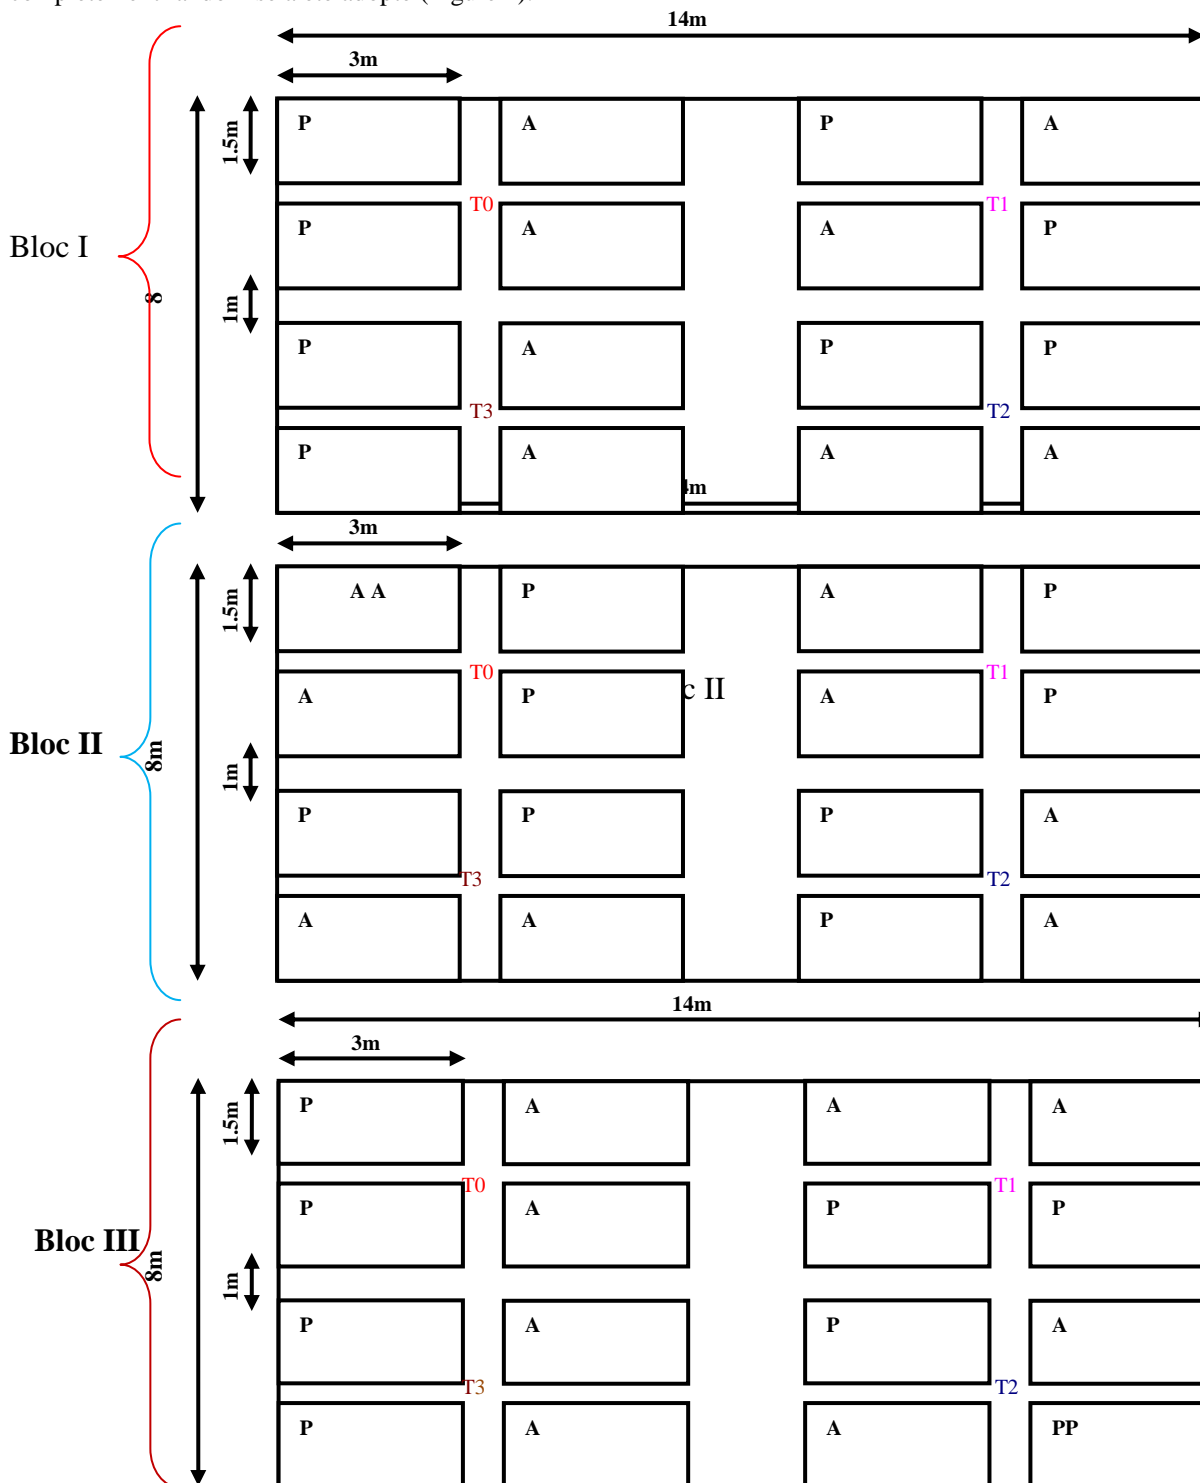 14m
3m
1.5m
P A P A
T0 T1
P A A P
Bloc I
8
1m
P A P P
T3 T2
P A A A
4m
3m
1.5m
A A P A P
T0 T1
c II
A P A P
Bloc II
8m
1m
P P P A
T3 T2
A A P A
14m
3m
1.5m
P A A A
T0 T1
P A P P
Bloc III
8m
1m
P A P A
T3 T2
P A A PP